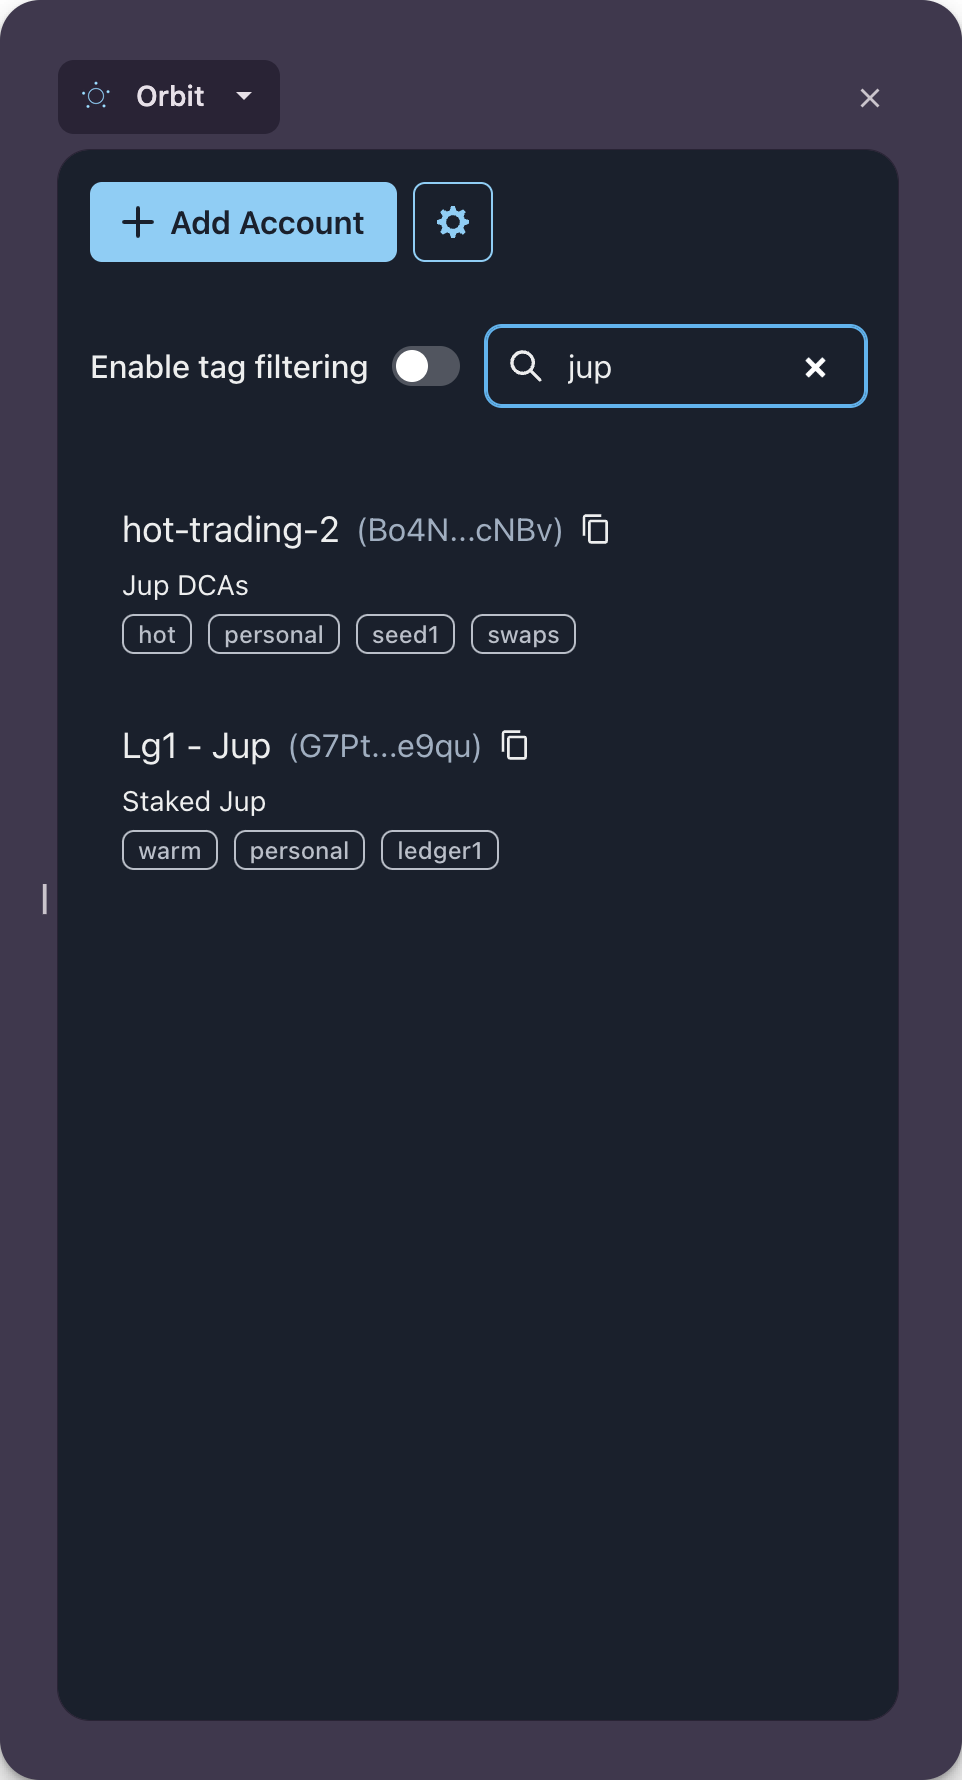 Orbit
Add Account
Enable tag filtering
jup
hot-trading-2 (Bo4N...cNBv)
Jup DCAs
hot personal seed1 swaps
Lg1 - Jup (G7Pt...e9qu)
Staked Jup
warm personal ledger1